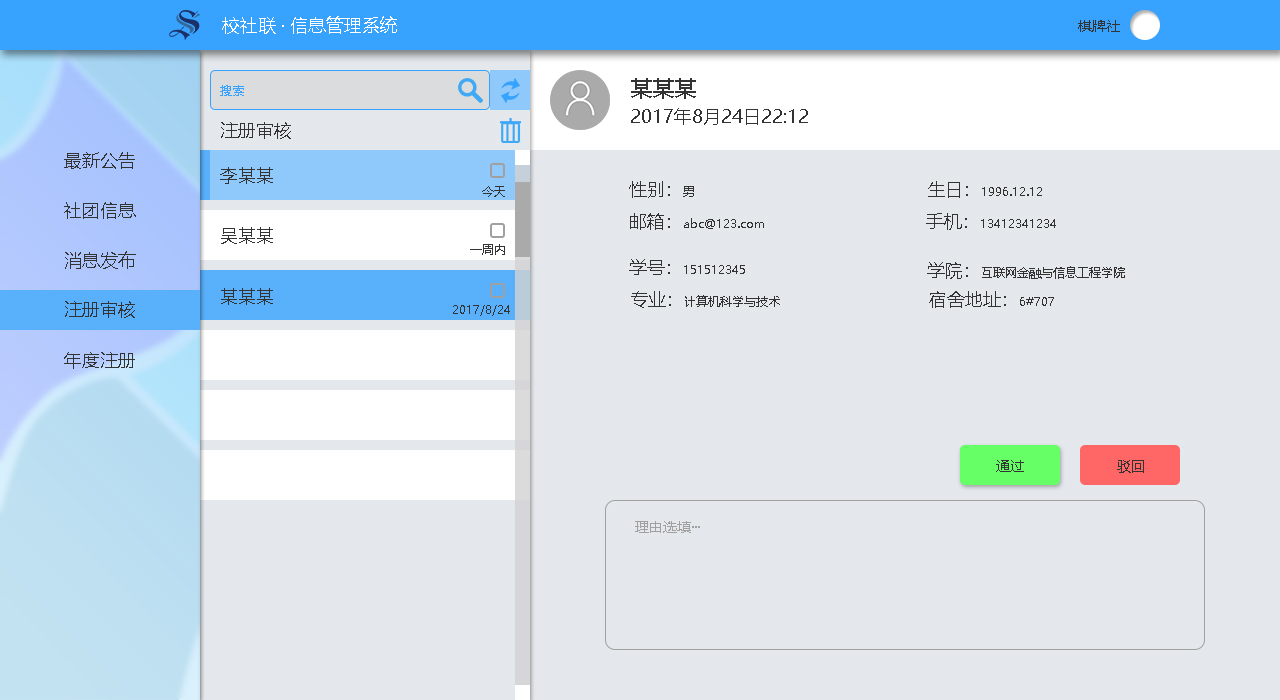 校社联 · 信息管理系统
棋牌社
最新公告
社团信息
消息发布
注册审核
年度注册
搜索
注册审核
李某某
今天
吴某某
一周内
某某某
2017/8/24
某某某
2017年8月24日22:12
性别：男
生日：1996.12.12
邮箱：abc@123.com
手机：13412341234
学号：151512345
学院：互联网金融与信息工程学院
专业：计算机科学与技术
宿舍地址：6#707
通过
驳回
理由选填…